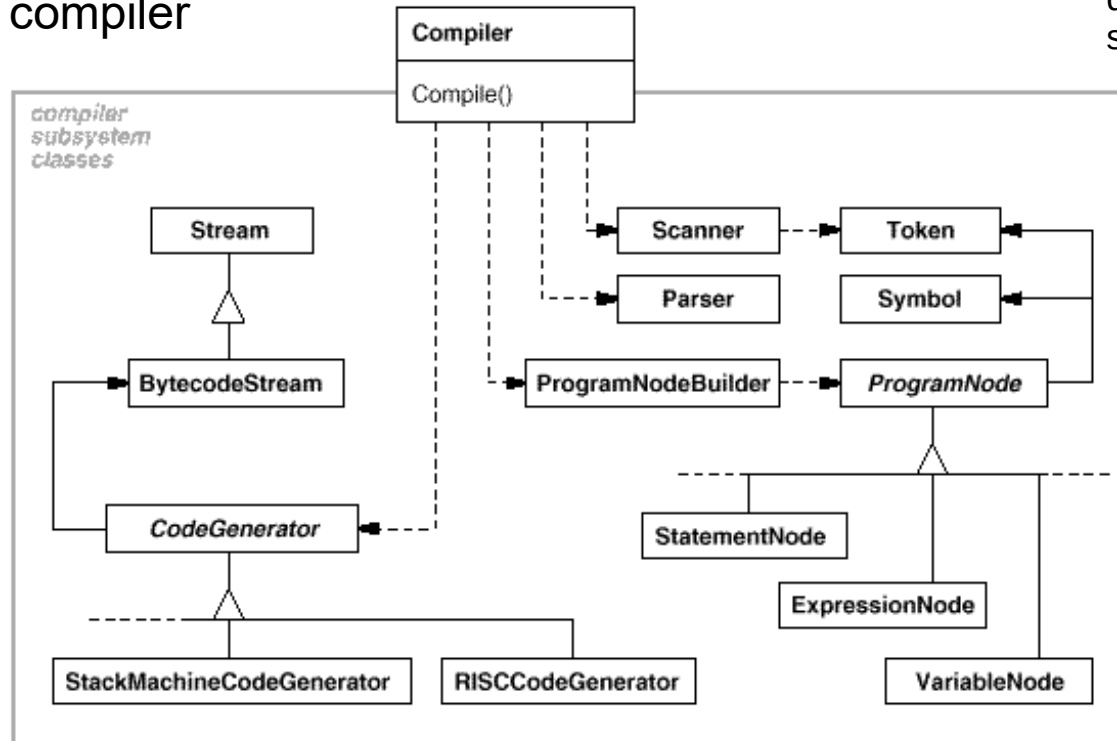 compiler
Compiler
Compile()
compiler
subsystem
classes
Stream
Scanner
Token
Parser
Symbol
BytecodeStream
ProgramNodeBuilder
ProgramNode
CodeGenerator
StatementNode
ExpressionNode
StackMachineCodeGenerator
RISCCodeGenerator
VariableNode